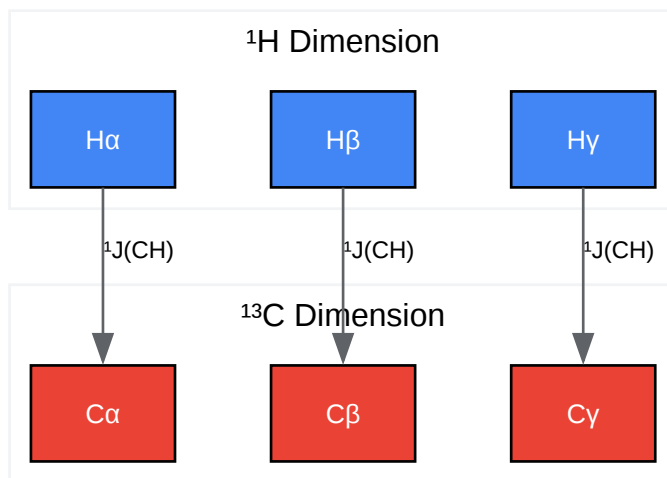 ¹H Dimension
Hα
Hβ
Hγ
¹J(CH)
¹J(CH)
¹J(CH)
¹³C Dimension
Cα
Cβ
Cγ